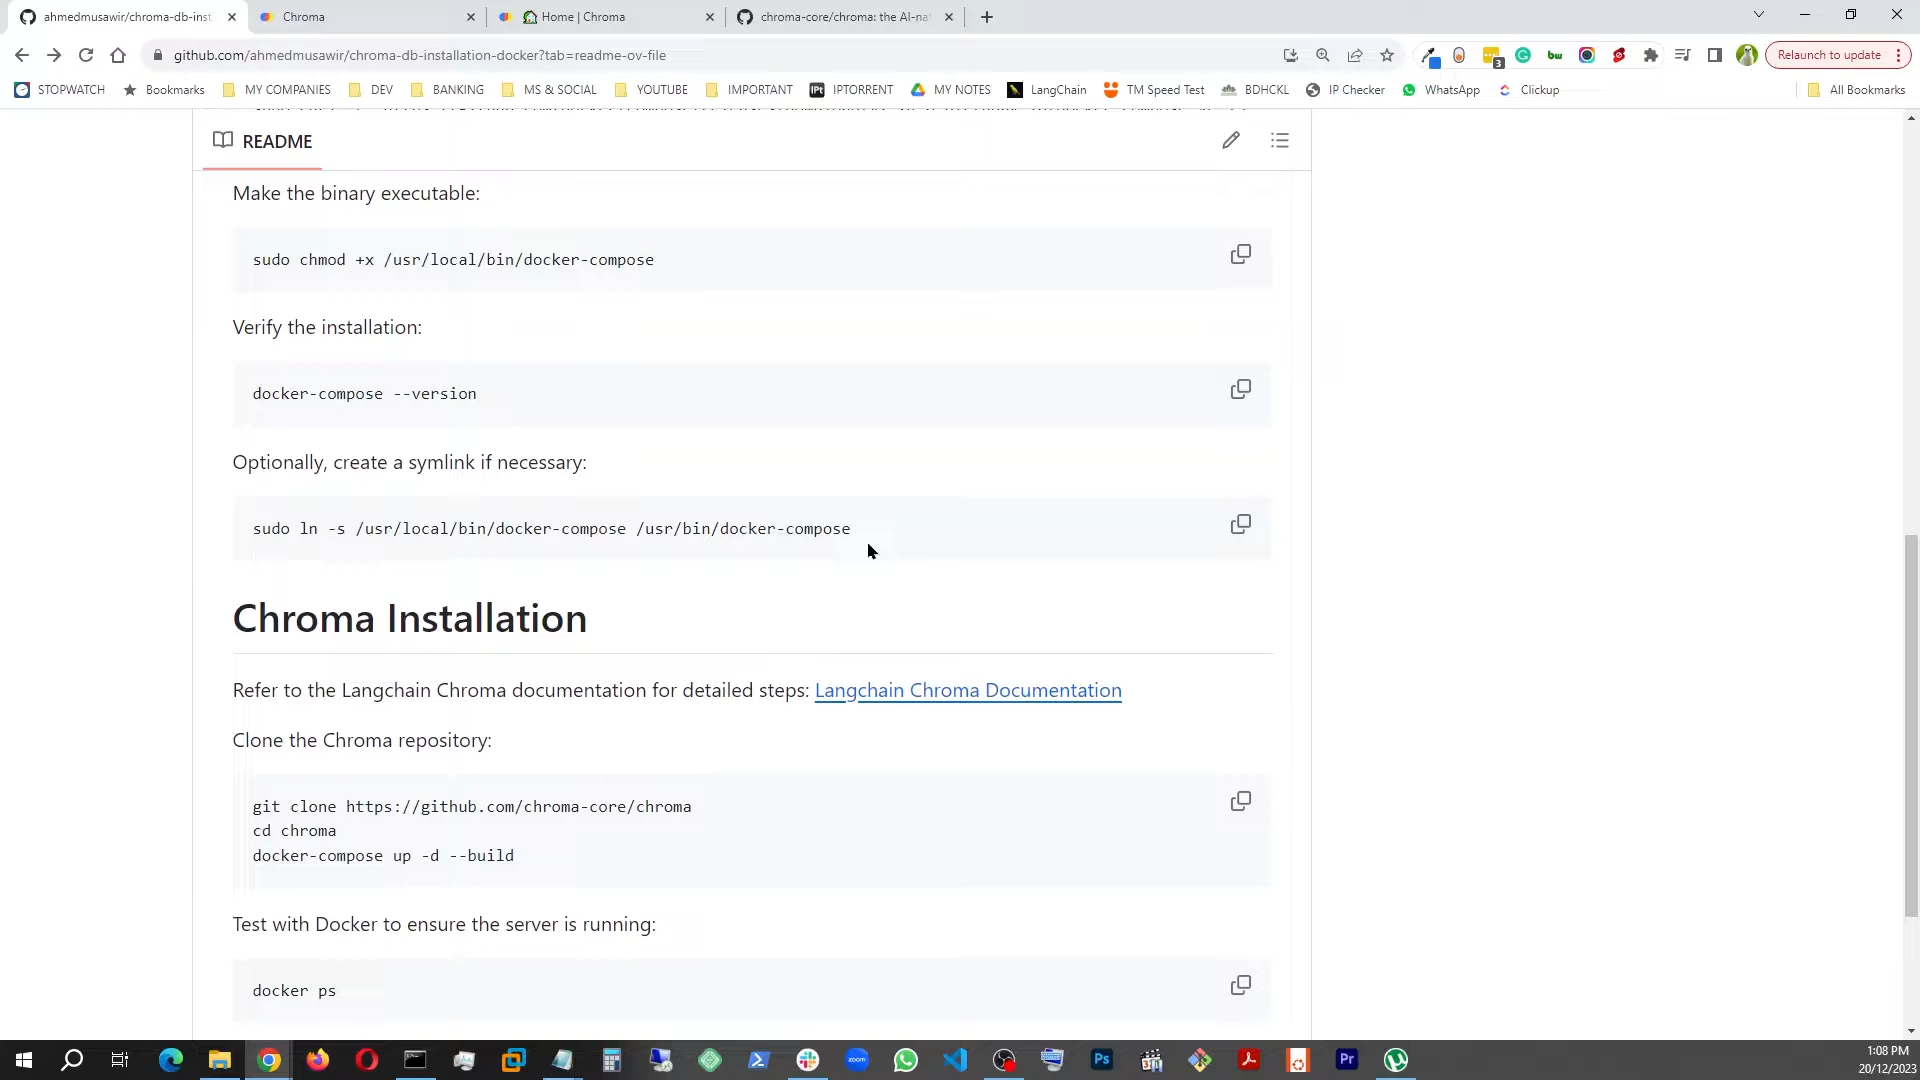 ahmedmusawir/chroma-db-inst
Chroma
Home | Chroma
chroma-core/chroma: the AI-nat
github.com/ahmedmusawir/chroma-db-installation-docker?tab=readme-ov-file
3
bw
Relaunch to update
STOPWATCH
Bookmarks
MY COMPANIES
DEV
BANKING
MS & SOCIAL
YOUTUBE
IMPORTANT
IPt
IPTORRENT
MY NOTES
LangChain
TM Speed Test
BDHCKL
IP Checker
WhatsApp
Clickup
All Bookmarks
README
Make the binary executable:
sudo chmod +x /usr/local/bin/docker-compose
Verify the installation:
docker-compose --version
Optionally, create a symlink if necessary:
sudo ln -s /usr/local/bin/docker-compose /usr/bin/docker-compose
Chroma Installation
Refer to the Langchain Chroma documentation for detailed steps: Langchain Chroma Documentation
Clone the Chroma repository:
git clone https://github.com/chroma-core/chroma
cd chroma
docker-compose up -d --build
Test with Docker to ensure the server is running:
docker ps
zoom
Ps
Pr
1:08 PM
20/12/2023